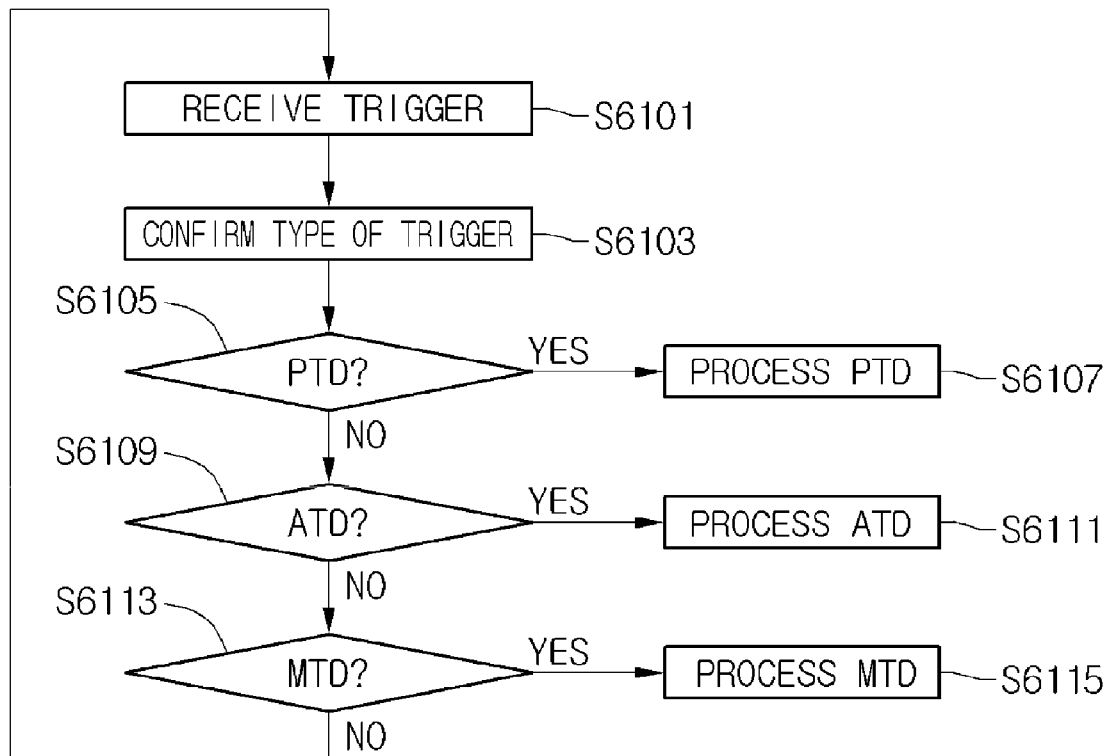 RECEIVE TRIGGER
S6101
CONFIRM TYPE OF TRIGGER
S6103
S6105
PTD?
YES
PROCESS PTD
S6107
NO
S6109
ATD?
YES
PROCESS ATD
S6111
NO
S6113
MTD?
YES
PROCESS MTD
S6115
NO